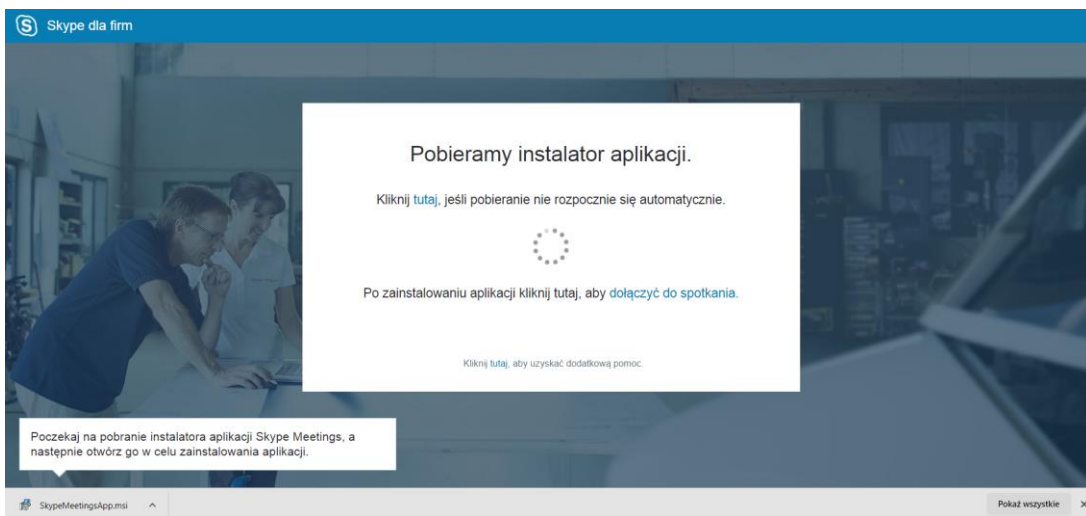 Skype dla firm
Pobieramy instalator aplikacji.
Kliknij tutaj, jeśli pobieranie nie rozpocznie się automatycznie.
Po zainstalowaniu aplikacji kliknij tutaj, aby dołączyć do spotkania.
Kliknij tutaj, aby uzyskać dodatkową pomoc.
Poczekaj na pobranie instalatora aplikacji Skype Meetings, a
następnie otwórz go w celu zainstalowania aplikacji.
SkypeMeetingsApp.msi
Pokaż wszystkie